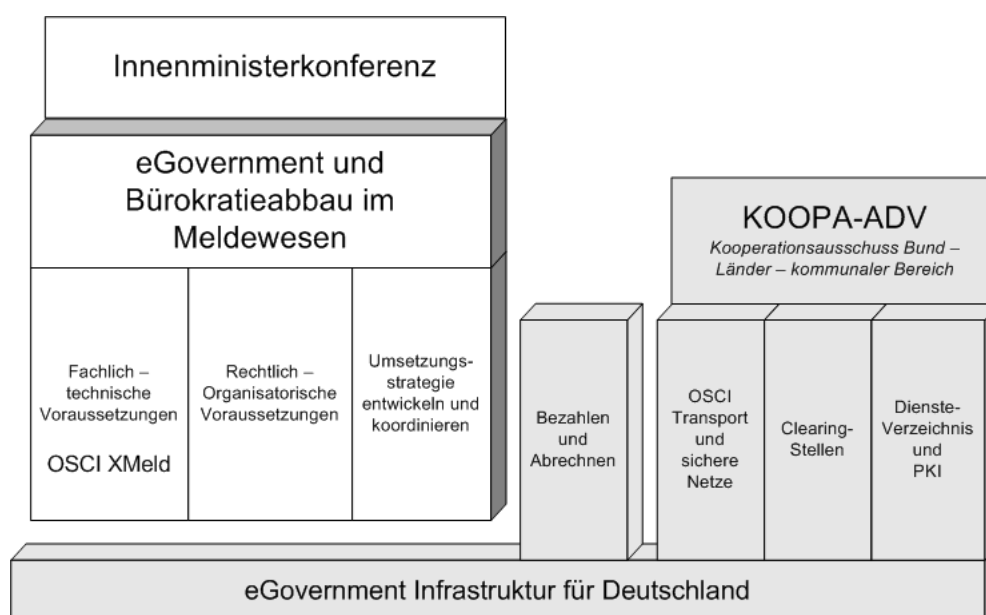 Innenministerkonferenz
eGovernment und
Bürokratieabbau im
Meldewesen
Fachlich –
technische
Voraussetzungen
OSCI XMeld
Rechtlich –
Organisatorische
Voraussetzungen
Umsetzungs-
strategie
entwickeln und
koordinieren
Bezahlen
und
Abrechnen
KOOPA-ADV
Kooperationsausschuss Bund –
Länder – kommunaler Bereich
OSCI
Transport
und
sichere
Netze
Clearing-
Stellen
Dienste-
Verzeichnis
und
PKI
eGovernment Infrastruktur für Deutschland